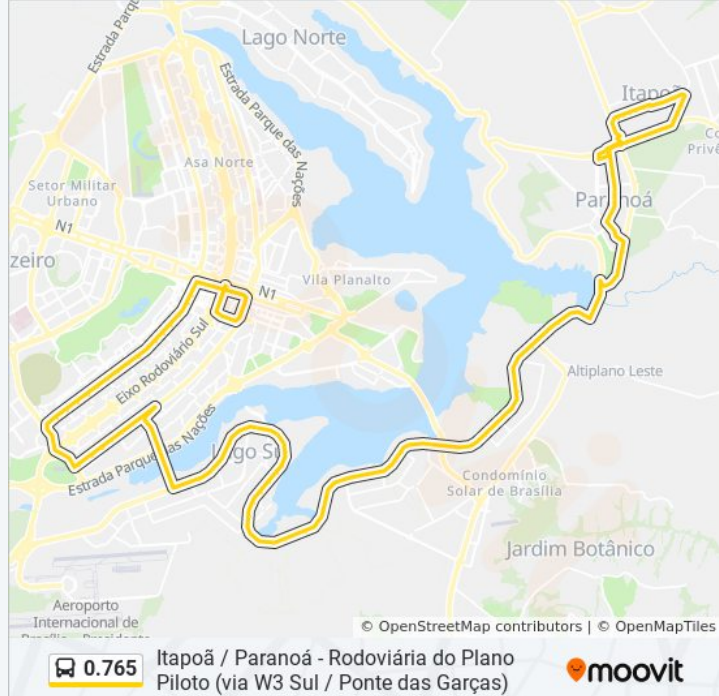 Lago Norte
Estrada Parque
Estrada Parque das Nações
Itapoã
Asa Norte
Setor Militar
Urbano
Paranoá
N1
zeiro
Vila Planalto
N1
Eixo Rodoviário Sul
Altiplano Leste
Estrada Parque das Nações
Lago Su
Condomínio
Solar de Brasília
Jardim Botânico
Aeroporto
Internacional de
© OpenStreetMap contributors | © OpenMapTiles
0.765
Itapoã / Paranoá - Rodoviária do Plano
Piloto (via W3 Sul / Ponte das Garças)
moovit